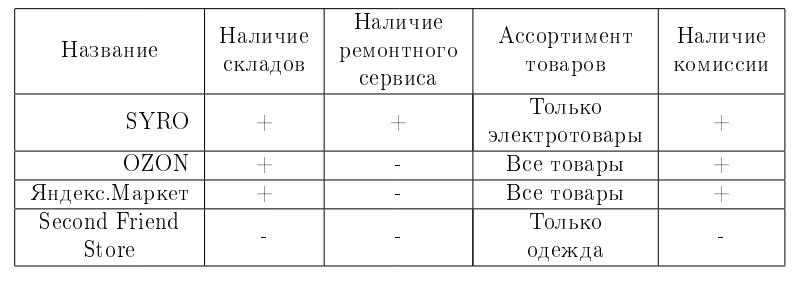 Название
Наличие
складов
Наличие
ремонтного
сервиса
Ассортимент
товаров
Наличие
комиссии
SYRO
+
+
Только
электротовары
+
OZON
+
-
Все товары
+
Яндекс.Маркет
+
-
Все товары
+
Second Friend
Store
-
-
Только
одежда
-